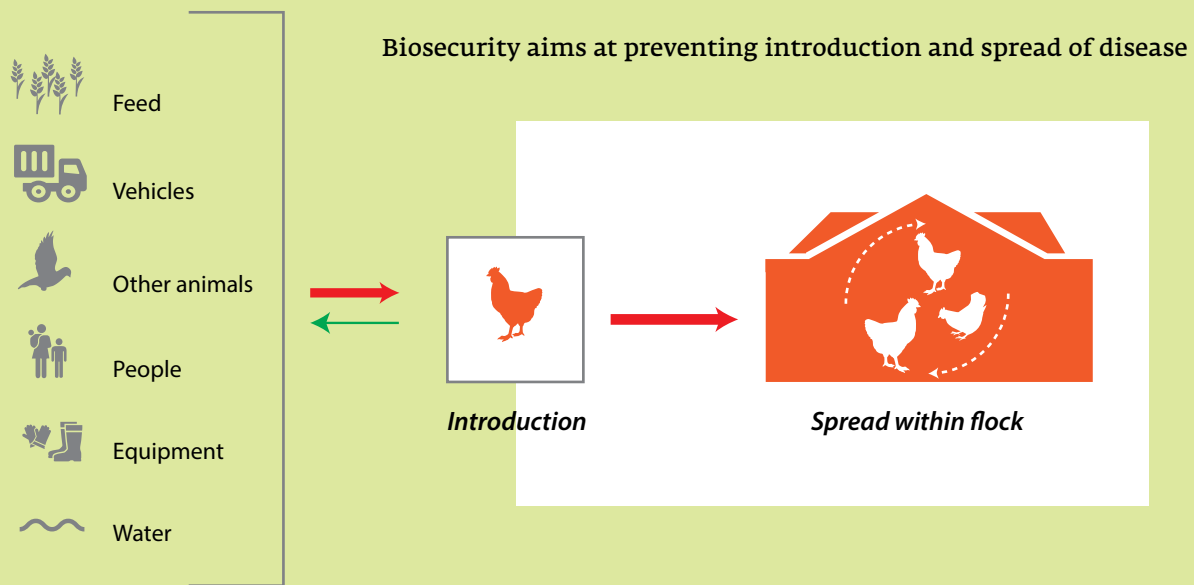 Biosecurity aims at preventing introduction and spread of disease
Feed
Vehicles
Other animals
People
Equipment
Water
Introduction
Spread within flock